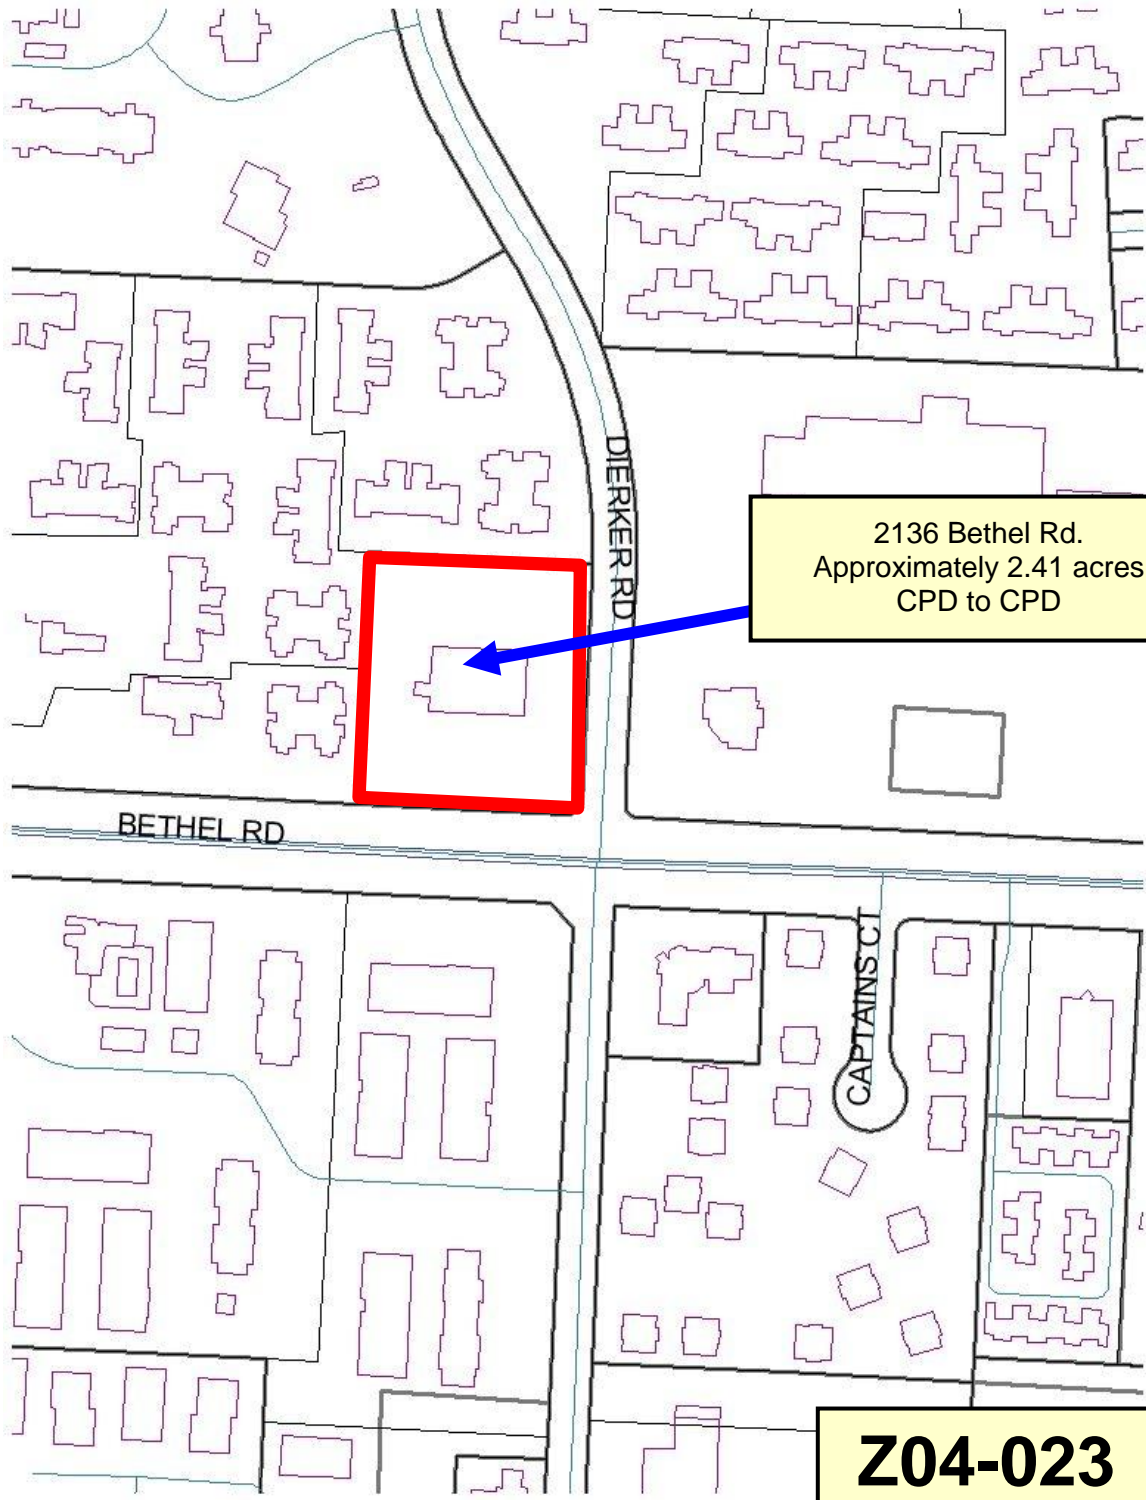 DIERKER RD
2136 Bethel Rd.
Approximately 2.41 acres
CPD to CPD
BETHEL RD
CAPTAINS CT
Z04-023